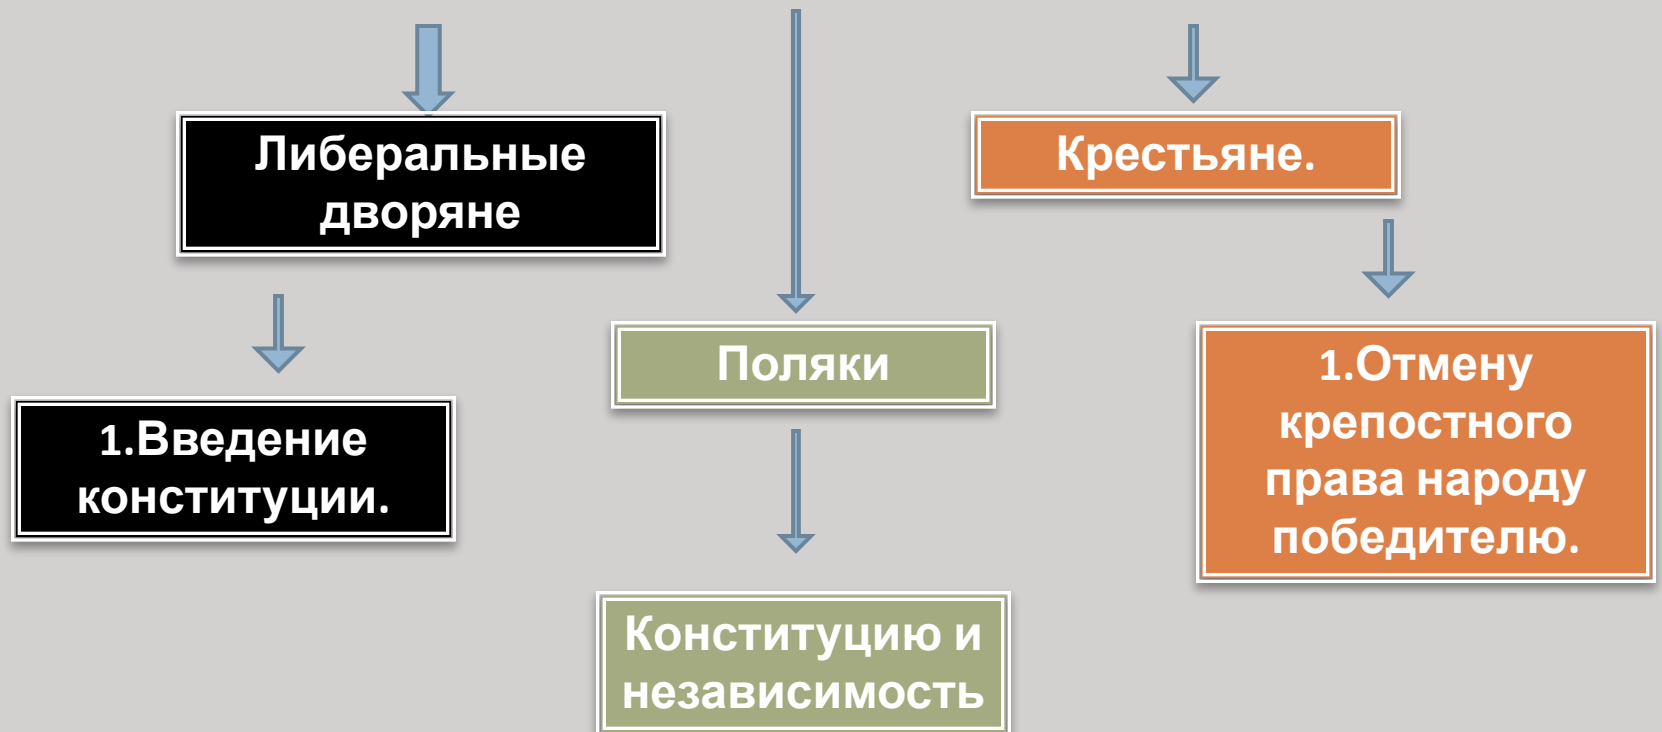 Либеральные
дворяне
Крестьяне.
Поляки
1.Введение
конституции.
1.Отмену
крепостного
права народу
победителю.
Конституцию и
независимость